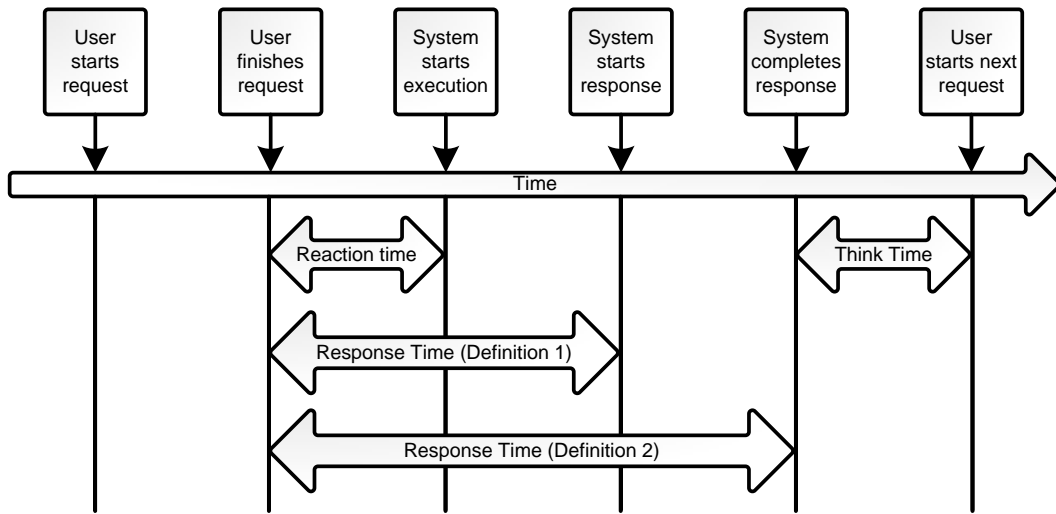 User
starts
request
User
finishes
request
System
starts
execution
System
starts
response
System
completes
response
User
starts next
request
Time
Reaction time
Think Time
Response Time (Definition 1)
Response Time (Definition 2)